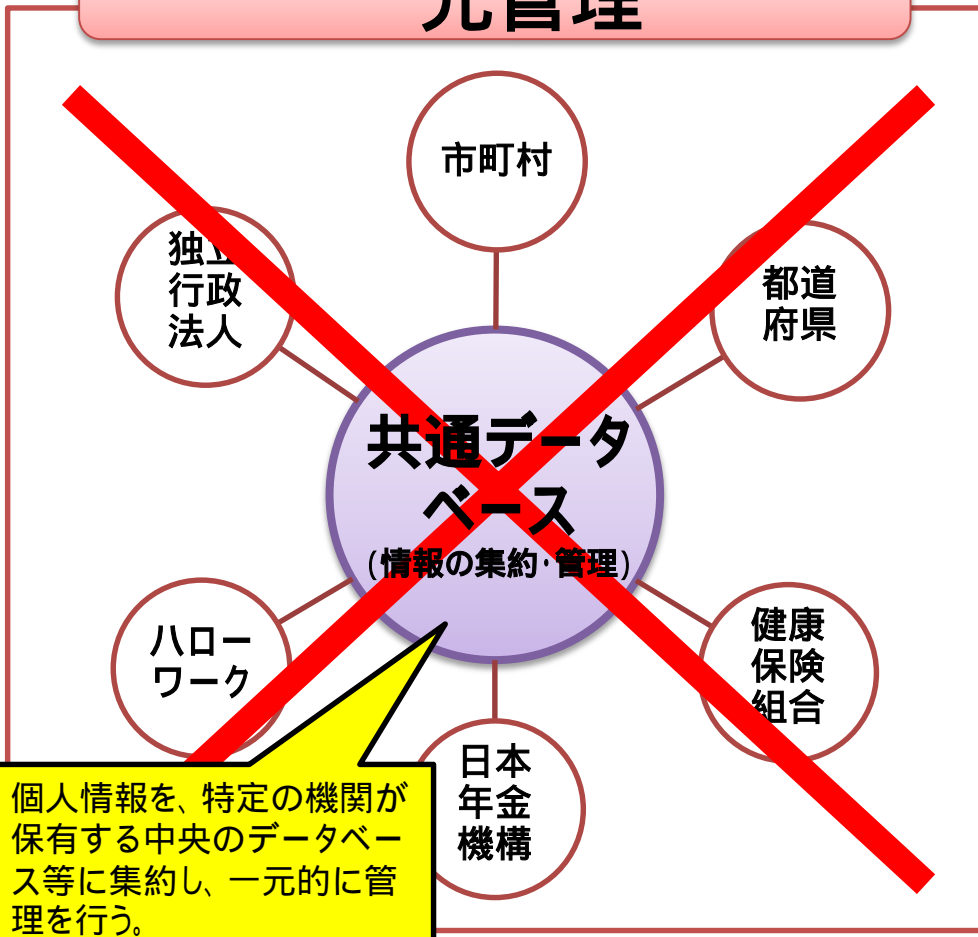 元管理
市町村
独立
行政
法人
都道
府県
共通データ
ベース
(情報の集約・管理)
ハロー
ワーク
健康
保険
組合
日本
年金
機構
個人情報を、特定の機関が
保有する中央のデータベー
ス等に集約し、一元的に管
理を行う。